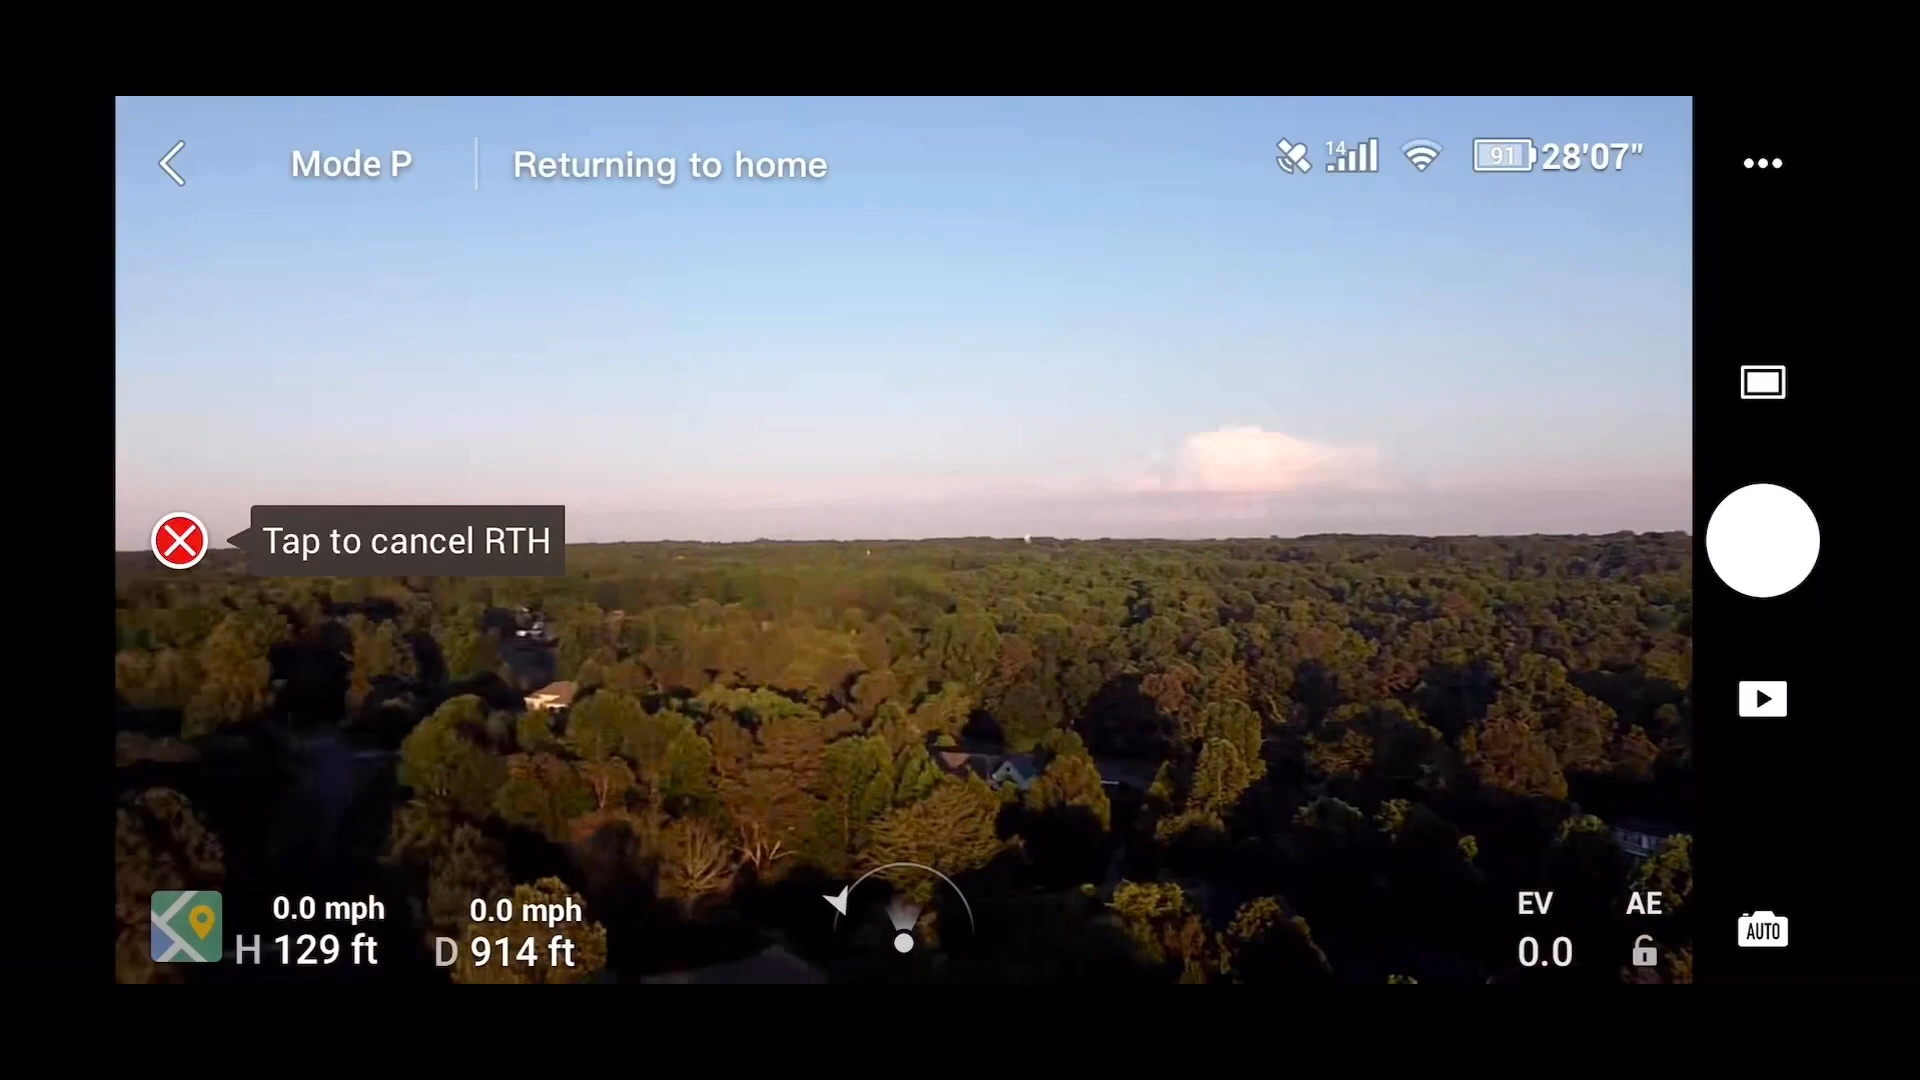 Mode P
Returning to home
14
91
28'07"
Tap to cancel RTH
0.0 mph
0.0 mph
H 129 ft
D 914 ft
EV
AE
0.0
AUTO